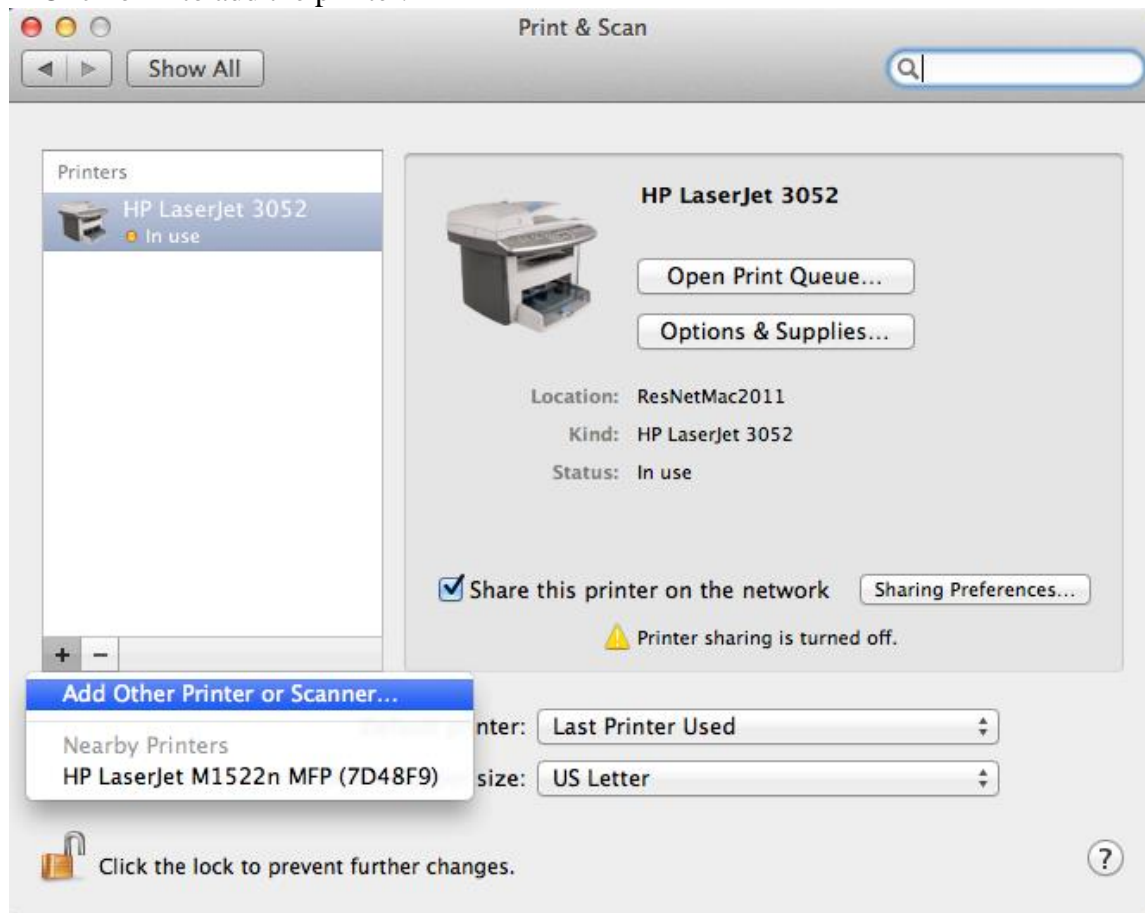 Print & Scan
Show All
Printers
HP LaserJet 3052
In use
HP LaserJet 3052
Open Print Queue...
Options & Supplies...
Location: ResNetMac2011
Kind: HP LaserJet 3052
Status: In use
Share this printer on the network
Sharing Preferences...
Printer sharing is turned off.
+ −
Add Other Printer or Scanner...
Nearby Printers
HP LaserJet M1522n MFP (7D48F9)
nter: Last Printer Used
size: US Letter
Click the lock to prevent further changes.
?